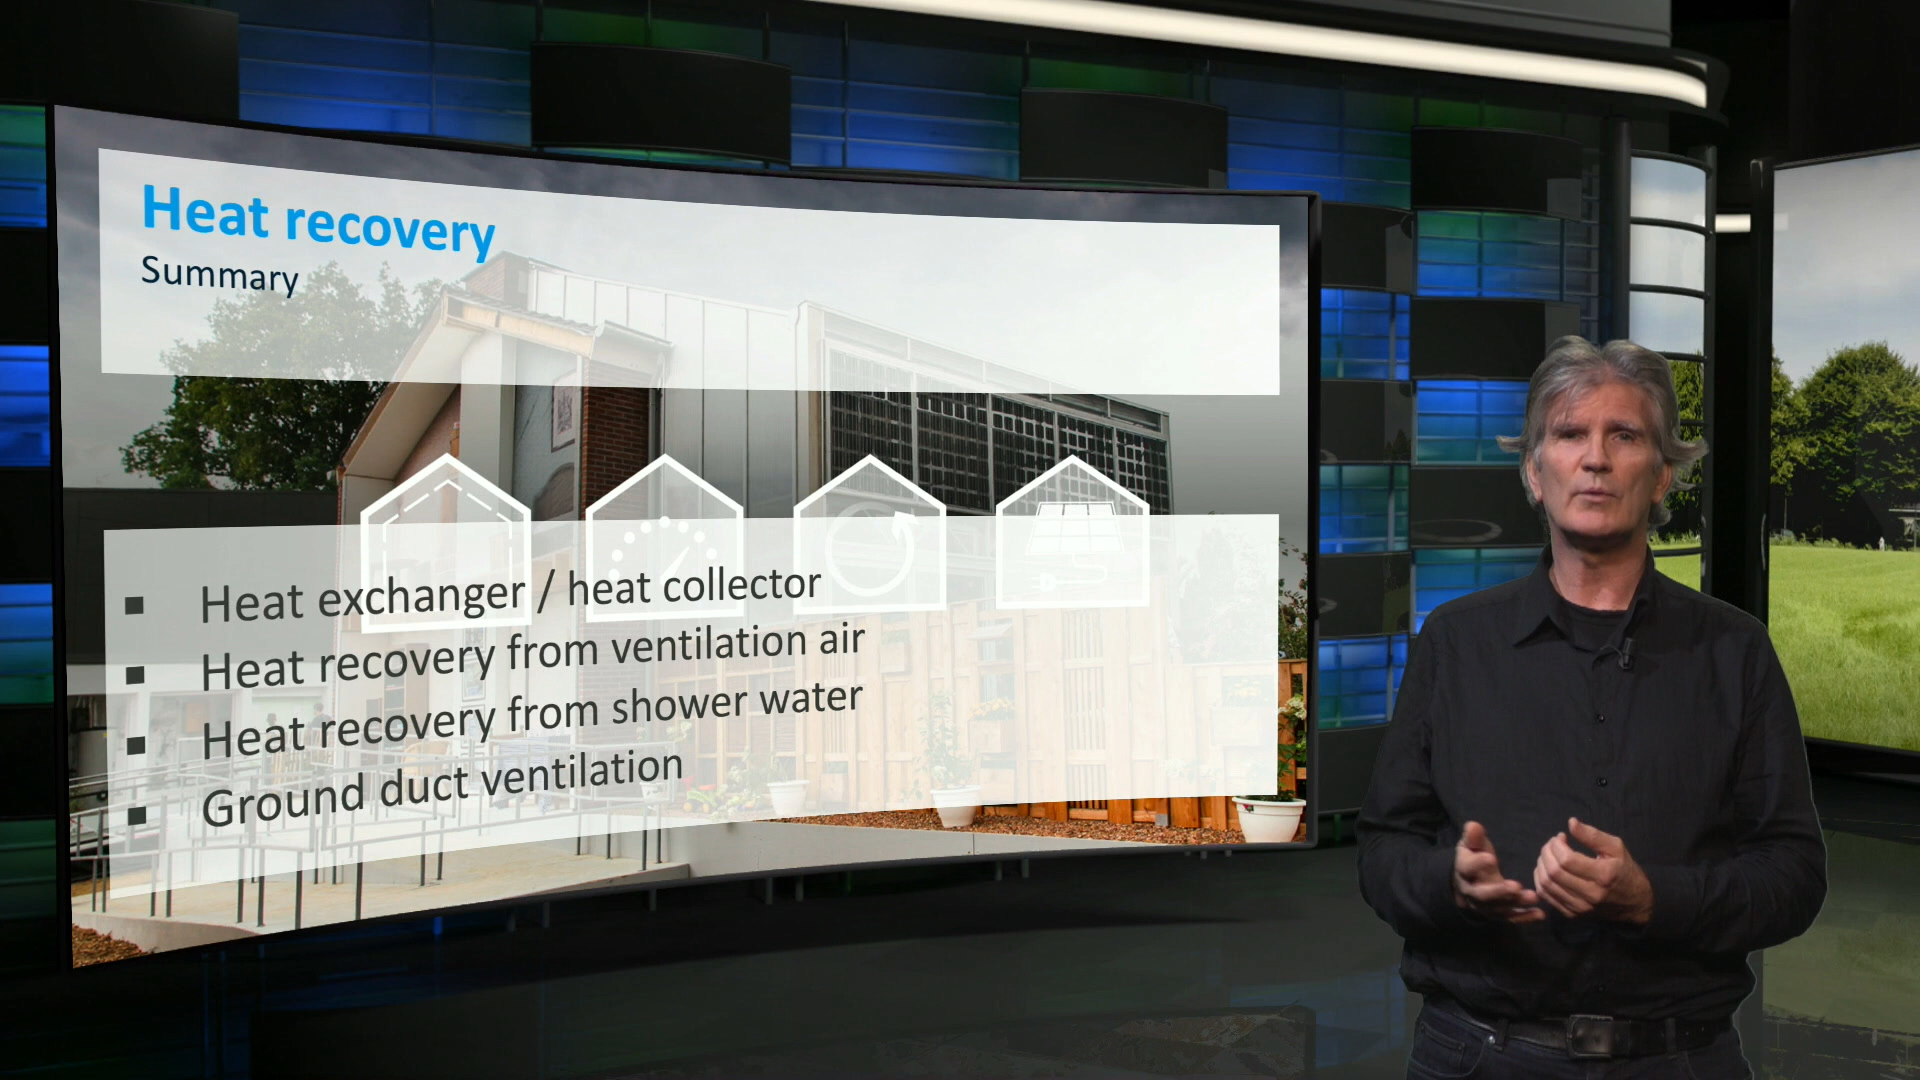 Heat recovery
Summary
▪ Heat exchanger / heat collector
▪ Heat recovery from ventilation air
▪ Heat recovery from shower water
▪ Ground duct ventilation